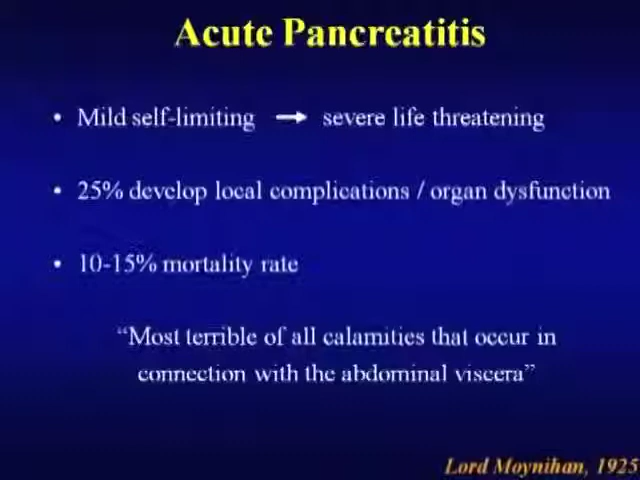 Acute Pancreatitis
• Mild self-limiting → severe life threatening
• 25% develop local complications / organ dysfunction
• 10-15% mortality rate
“Most terrible of all calamities that occur in
connection with the abdominal viscera”
Lord Moynihan, 1925